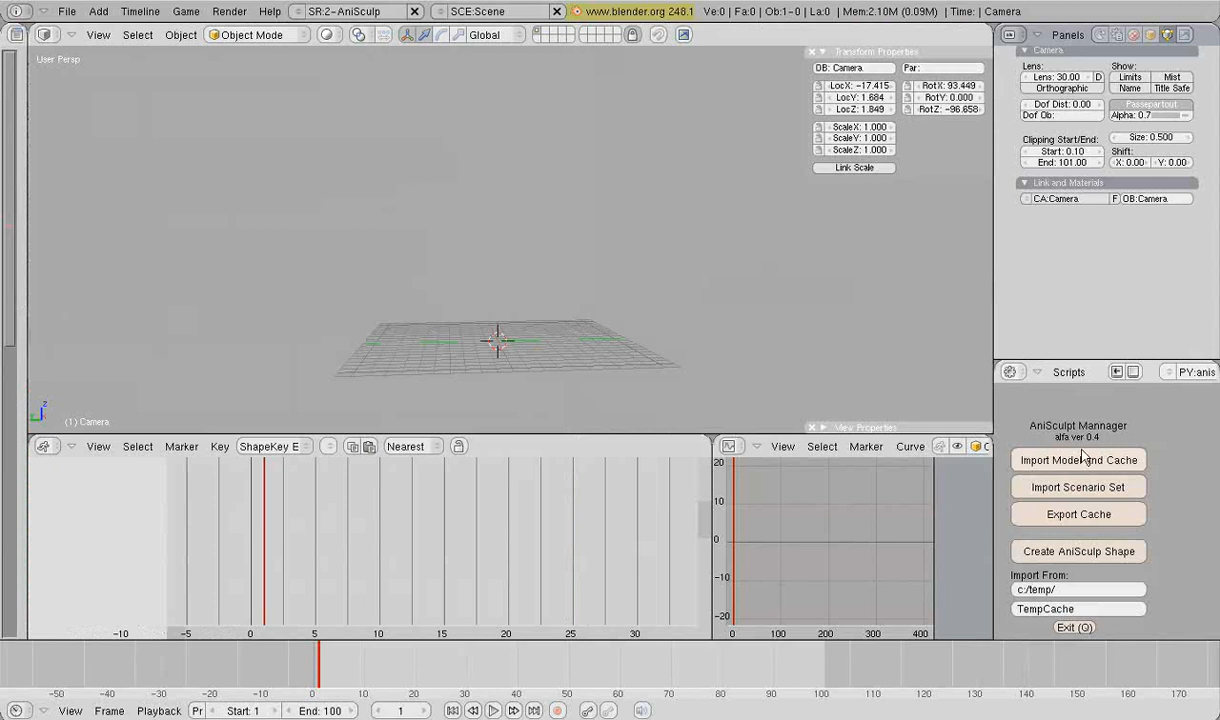 File Add Timeline Game Render Help SR:2-AniSculp SCE:Scene www.blender.org 248.1 Ve:0 | Fa:0 | Ob:1-0 | La:0 | Mem:2.10M (0.09M) | Time: | Camera
View Select Object Object Mode Global
Panels
User Persp
Transform Properties
OB: Camera Par:
LocX: -17.415 RotX: 93.449
LocY: 1.684 RotY: 0.000
LocZ: 1.849 RotZ: -96.658
ScaleX: 1.000
ScaleY: 1.000
ScaleZ: 1.000
Link Scale
Camera
Lens: Show:
Lens: 30.00 D Limits Mist
Orthographic Name Title Safe
Dof Dist: 0.00 Passepartout
Dof Ob: Alpha: 0.7
Clipping Start/End: Size: 0.500
Start: 0.10 Shift:
End: 101.00 X: 0.00 Y: 0.00
Link and Materials
CA:Camera F OB:Camera
z
(1) Camera
View Properties
Scripts PY:anis
AniSculpt Mannager
alfa ver 0.4
Import Model and Cache
Import Scenario Set
Export Cache
Create AniSculp Shape
Import From:
c:/temp/
TempCache
Exit (Q)
View Select Marker Key ShapeKey E Nearest
-10 -5 0 5 10 15 20 25 30
View Select Marker Curve C
20
10
0
-10
-20
0 100 200 300 400
-50 -40 -30 -20 -10 0 10 20 30 40 50 60 70 80 90 100 110 120 130 140 150 160 170
View Frame Playback Pr Start: 1 End: 100 1